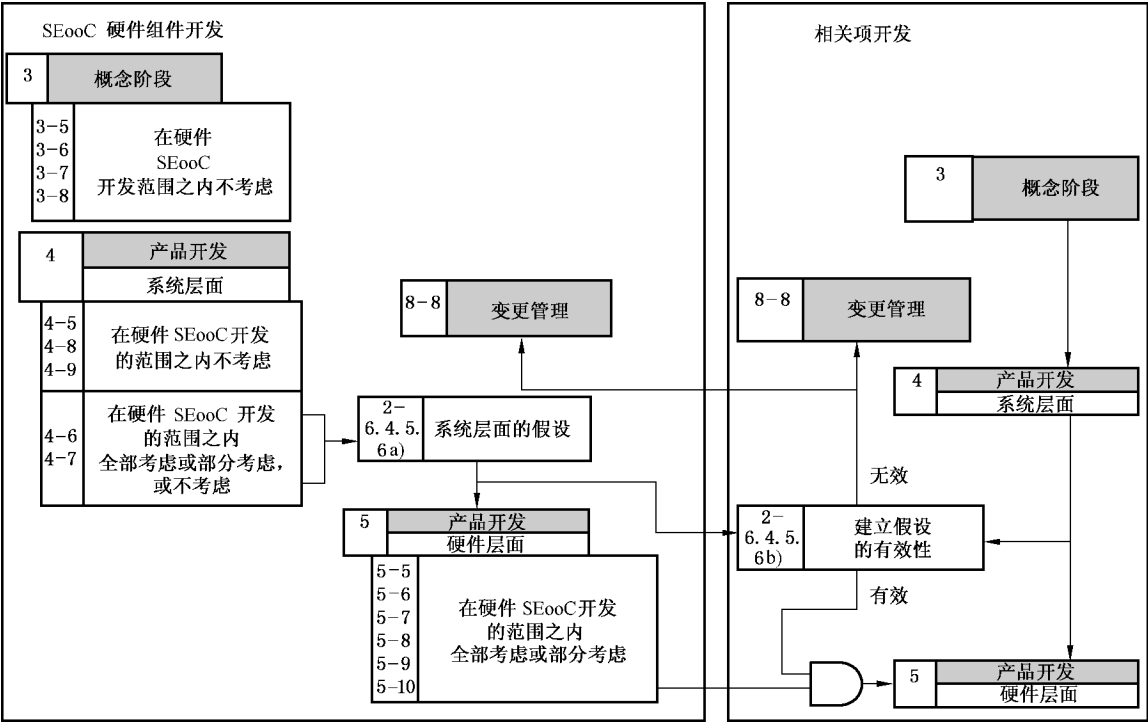 SEooC 硬件组件开发
3
概念阶段
3-5
3-6
3-7
3-8
在硬件
SEooC
开发范围之内不考虑
4
产品开发
系统层面
4-5
4-8
4-9
在硬件 SEooC开发
的范围之内不考虑
4-6
4-7
在硬件 SEooC 开发
的范围之内
全部考虑或部分考虑，
或不考虑
8-8
变更管理
2-
6.4.5.
6a)
系统层面的假设
5
产品开发
硬件层面
5-5
5-6
5-7
5-8
5-9
5-10
在硬件 SEooC开发
的范围之内
全部考虑或部分考虑
相关项开发
3
概念阶段
8-8
变更管理
4
产品开发
系统层面
无效
2-
6.4.5.
6b)
建立假设
的有效性
有效
5
产品开发
硬件层面